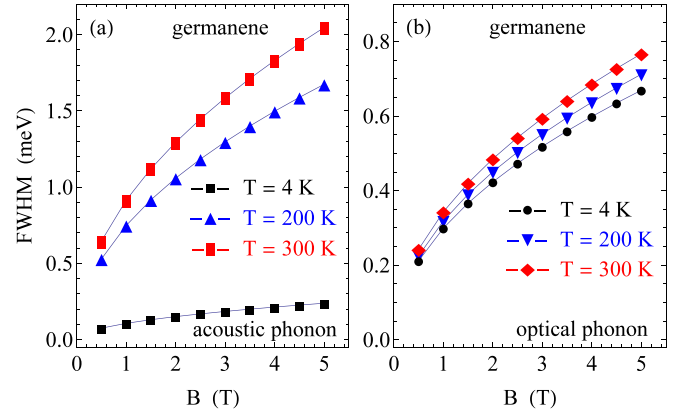 (a) germanene
FWHM (meV)
2.0
1.5
1.0
0.5
0.0
T = 4 K
T = 200 K
T = 300 K
acoustic phonon
0 1 2 3 4 5
B (T)
(b) germanene
0.8
0.6
0.4
0.2
0.0
T = 4 K
T = 200 K
T = 300 K
optical phonon
0 1 2 3 4 5
B (T)